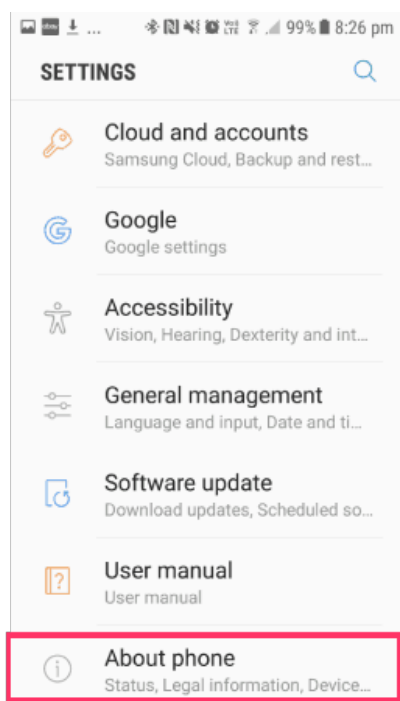 ... 99% 8:26 pm
SETTINGS
Cloud and accounts
Samsung Cloud, Backup and rest...
Google
Google settings
Accessibility
Vision, Hearing, Dexterity and int...
General management
Language and input, Date and ti...
Software update
Download updates, Scheduled so...
User manual
User manual
About phone
Status, Legal information, Device...